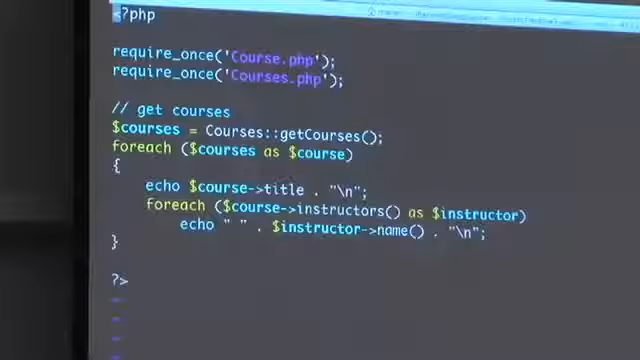 <?php
require_once('Course.php');
require_once('Courses.php');
// get courses
$courses = Courses::getCourses();
foreach ($courses as $course)
{
echo $course->title . "\n";
foreach ($course->instructors() as $instructor)
echo " " . $instructor->name() . "\n";
}
?>
~
~
~
~